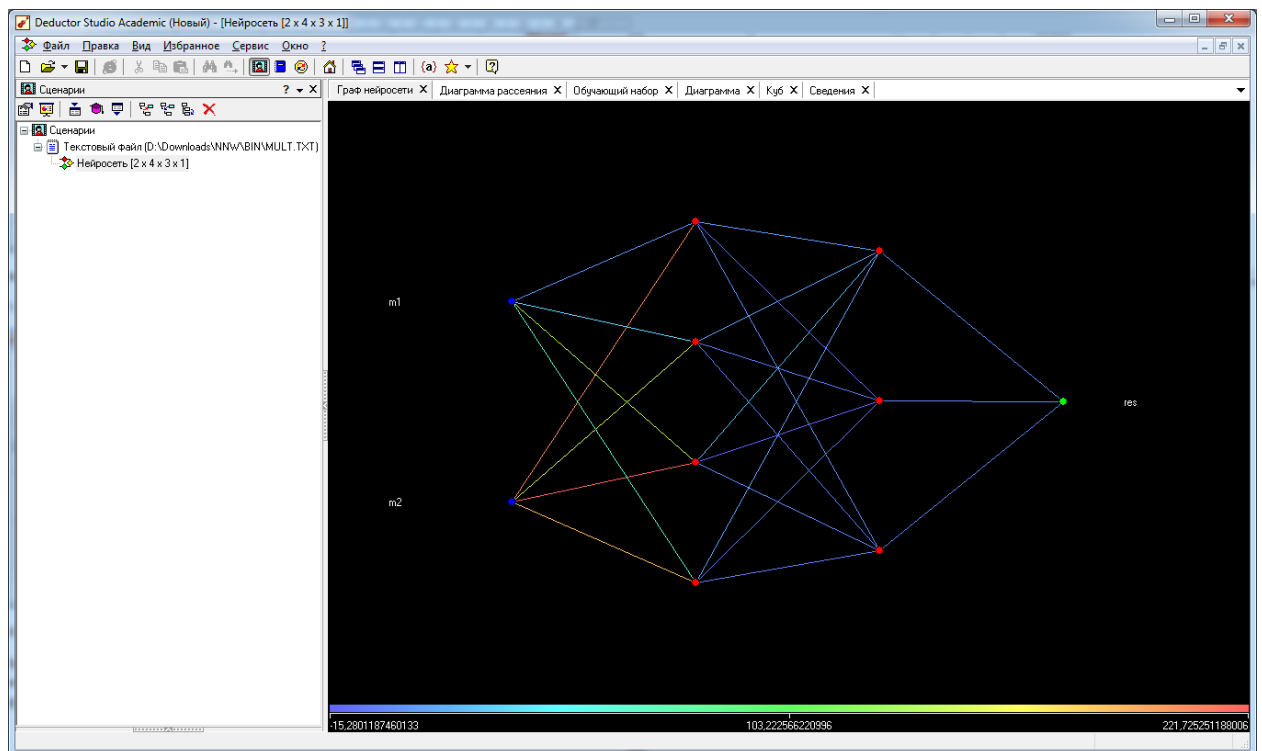 Deductor Studio Academic (Новый) - [Нейросеть [2 x 4 x 3 x 1]]
Файл Правка Вид Избранное Сервис Окно ?
Сценарии ?
Граф нейросети X Диаграмма рассеяния X Обучающий набор X Диаграмма X Куб X Сведения X
Сценарии
Текстовый файл (D:\Downloads\NNW\BIN\MULT.TXT)
Нейросеть [2 x 4 x 3 x 1]
m1
res
m2
-15,2801187460133 103,222566220996 221,725251188006